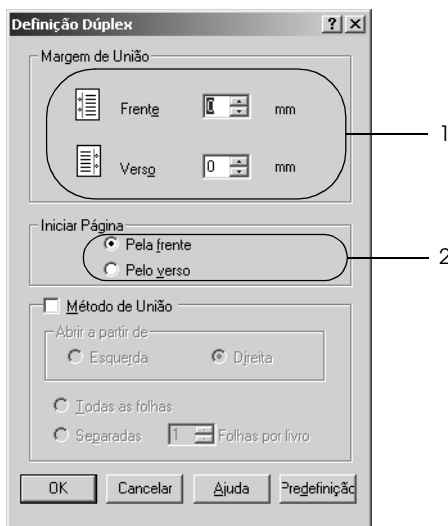 Definição Dúplex
Margem de União
Frente 0 mm
1
Verso 0 mm
Iniciar Página
Pela frente
2
Pelo verso
Método de União
Abrir a partir de
Esquerda Direita
Todas as folhas
Separadas 1 Folhas por livro
OK Cancelar Ajuda Predefinição